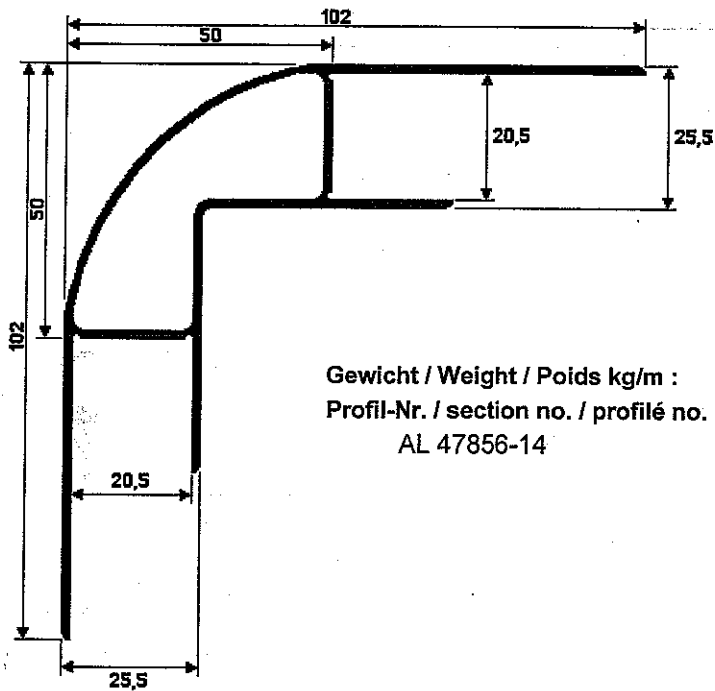 102
50
20,5
25,5
50
102
Gewicht / Weight / Poids kg/m :
Profil-Nr. / section no. / profilé no.
AL 47856-14
20,5
25,5